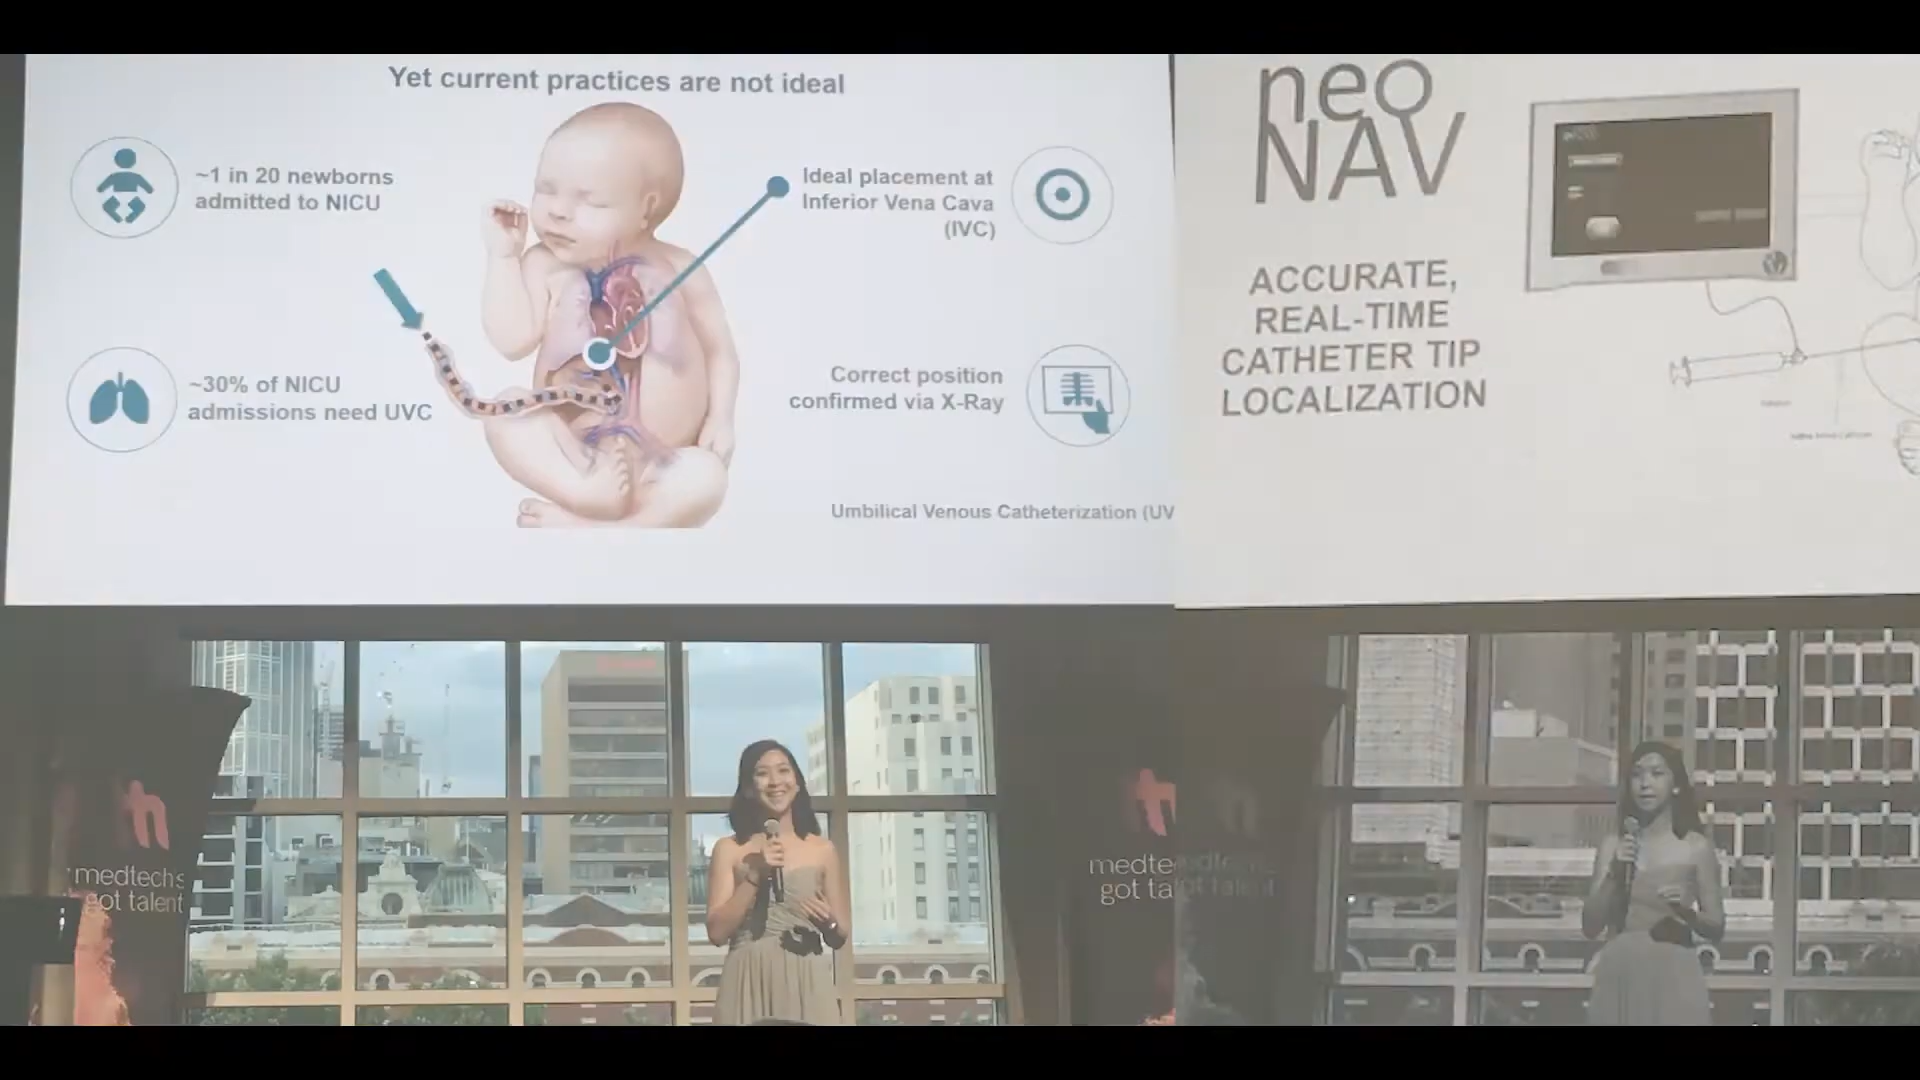 Yet current practices are not ideal
~1 in 20 newborns
admitted to NICU
Ideal placement at
Inferior Vena Cava
(IVC)
~30% of NICU
admissions need UVC
Correct position
confirmed via X-Ray
Umbilical Venous Catheterization (UV
neo
NAV
ACCURATE,
REAL-TIME
CATHETER TIP
LOCALIZATION
medtechs
got talent
medte
got ta